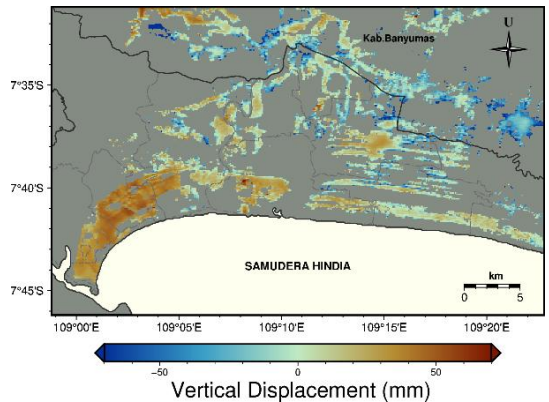 Kab.Banyumas
U
7°35'S
7°40'S
SAMUDERA HINDIA
km
7°45'S
0 5
109°00'E 109°05'E 109°10'E 109°15'E 109°20'E
−50 0 50
Vertical Displacement (mm)